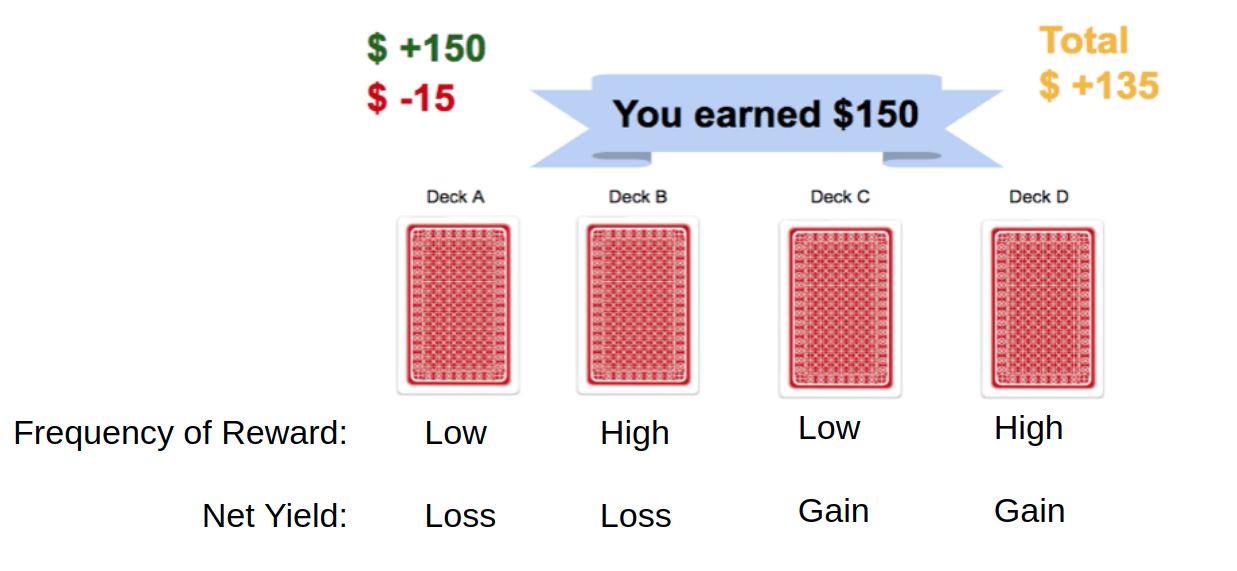 $ +150
$ -15
Total
$ +135
You earned $150
Deck A Deck B Deck C Deck D
Frequency of Reward: Low High Low High
Net Yield: Loss Loss Gain Gain